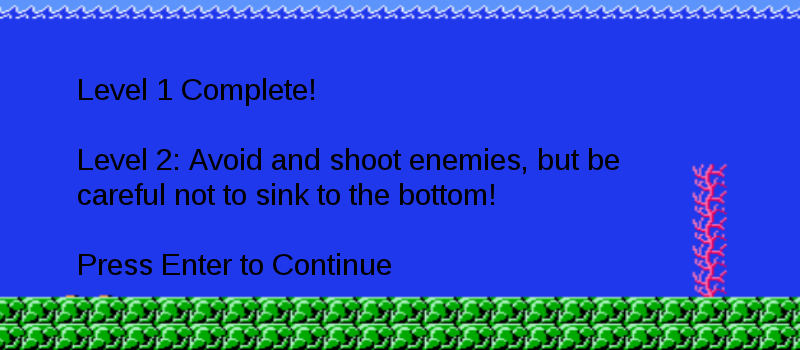 Level 1 Complete!
Level 2: Avoid and shoot enemies, but be
careful not to sink to the bottom!
Press Enter to Continue